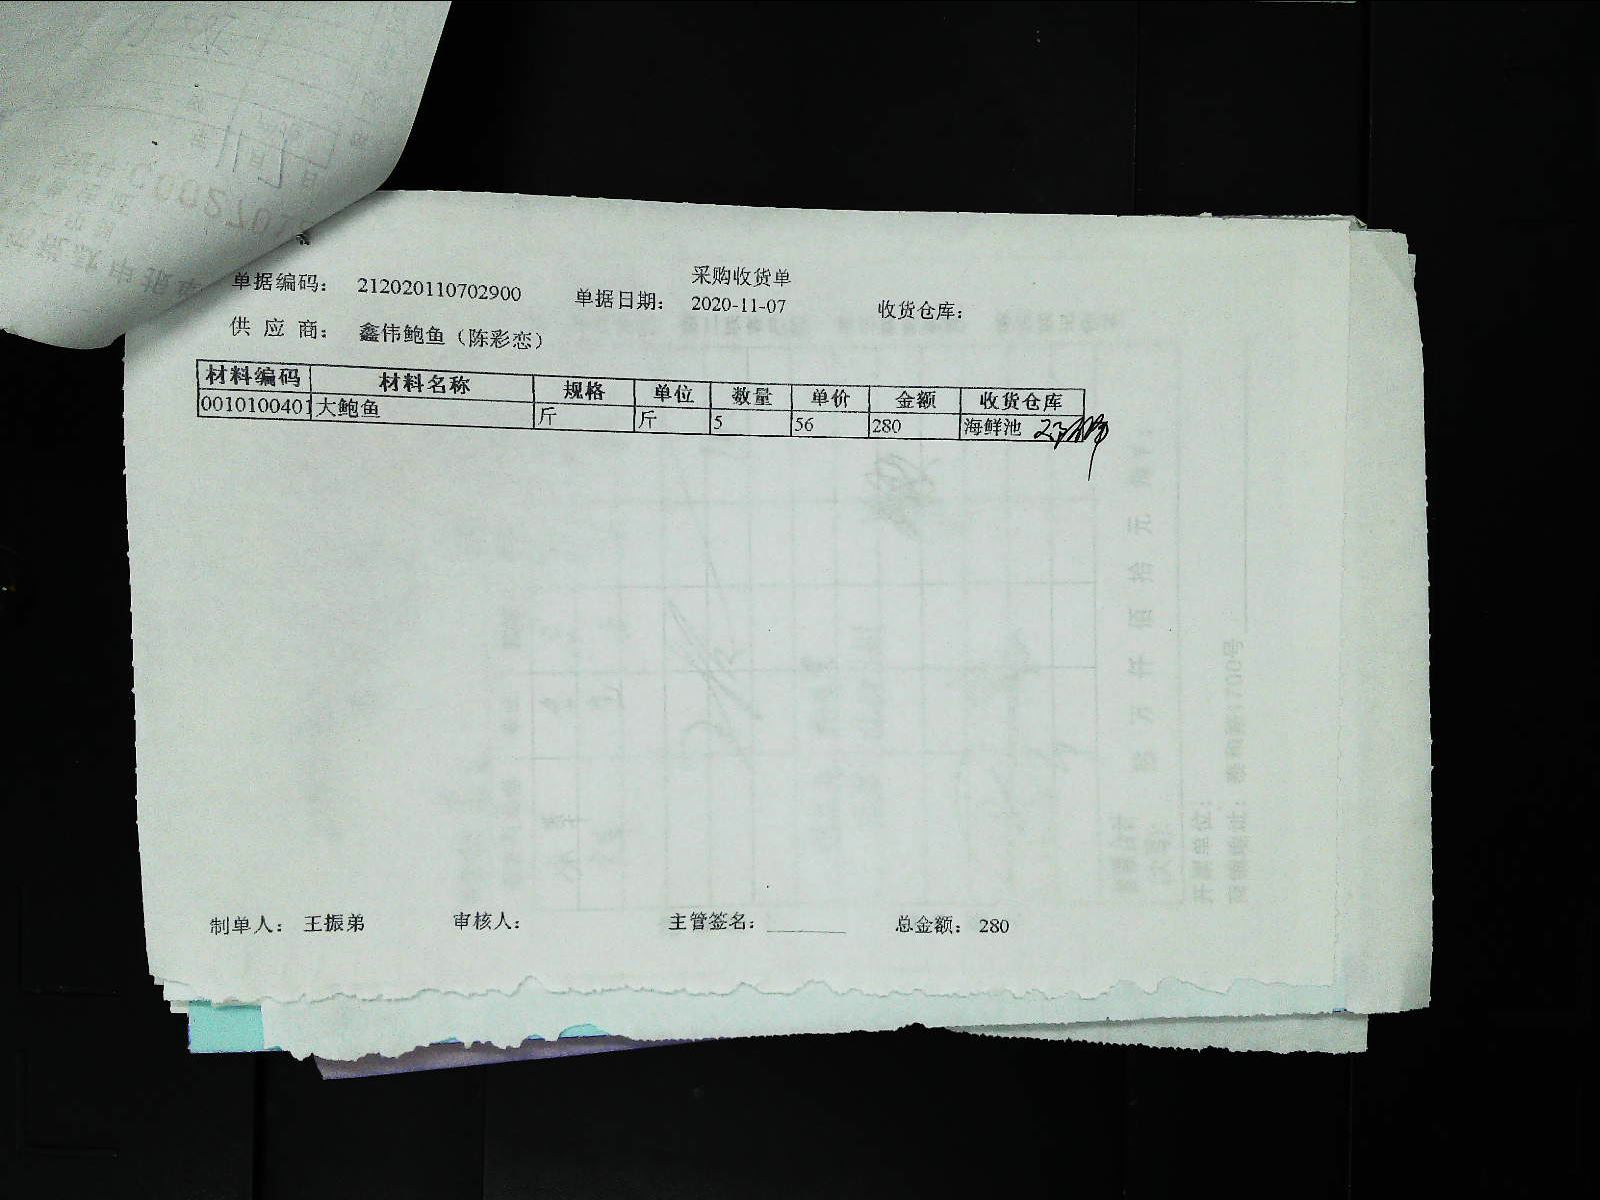 采购收货单
单据编码： 212020110702900 单据日期： 2020-11-07 收货仓库：
供 应 商： 鑫伟鲍鱼（陈彩恋）
材料编码 材料名称 规格 单位 数量 单价 金额 收货仓库
0010100401 大鲍鱼 斤 斤 5 56 280 海鲜池
制单人： 王振弟 审核人： 主管签名： 总金额： 280